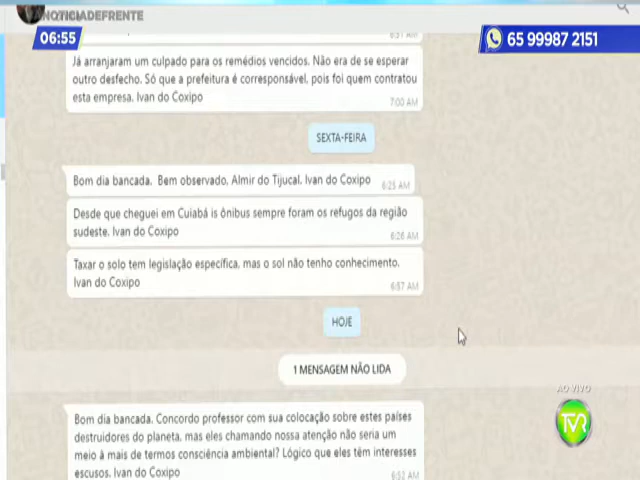 NOTICIADEFRENTE
06:55
65 99987 2151
6:51 AM
Já arranjaram um culpado para os remédios vencidos. Não era de se esperar
outro desfecho. Só que a prefeitura é corresponsável, pois foi quem contratou
esta empresa. Ivan do Coxipo
7:00 AM
SEXTA-FEIRA
Bom dia bancada. Bem observado, Almir do Tijucal. Ivan do Coxipo
6:25 AM
Desde que cheguei em Cuiabá is ônibus sempre foram os refugos da região
sudeste. Ivan do Coxipo
6:26 AM
Taxar o solo tem legislação específica, mas o sol não tenho conhecimento.
Ivan do Coxipo
6:57 AM
HOJE
1 MENSAGEM NÃO LIDA
Bom dia bancada. Concordo professor com sua colocação sobre estes países
destruidores do planeta, mas eles chamando nossa atenção não seria um
meio à mais de termos consciência ambiental? Lógico que eles têm interesses
escusos. Ivan do Coxipo
6:52 AM
AO VIVO
TVR